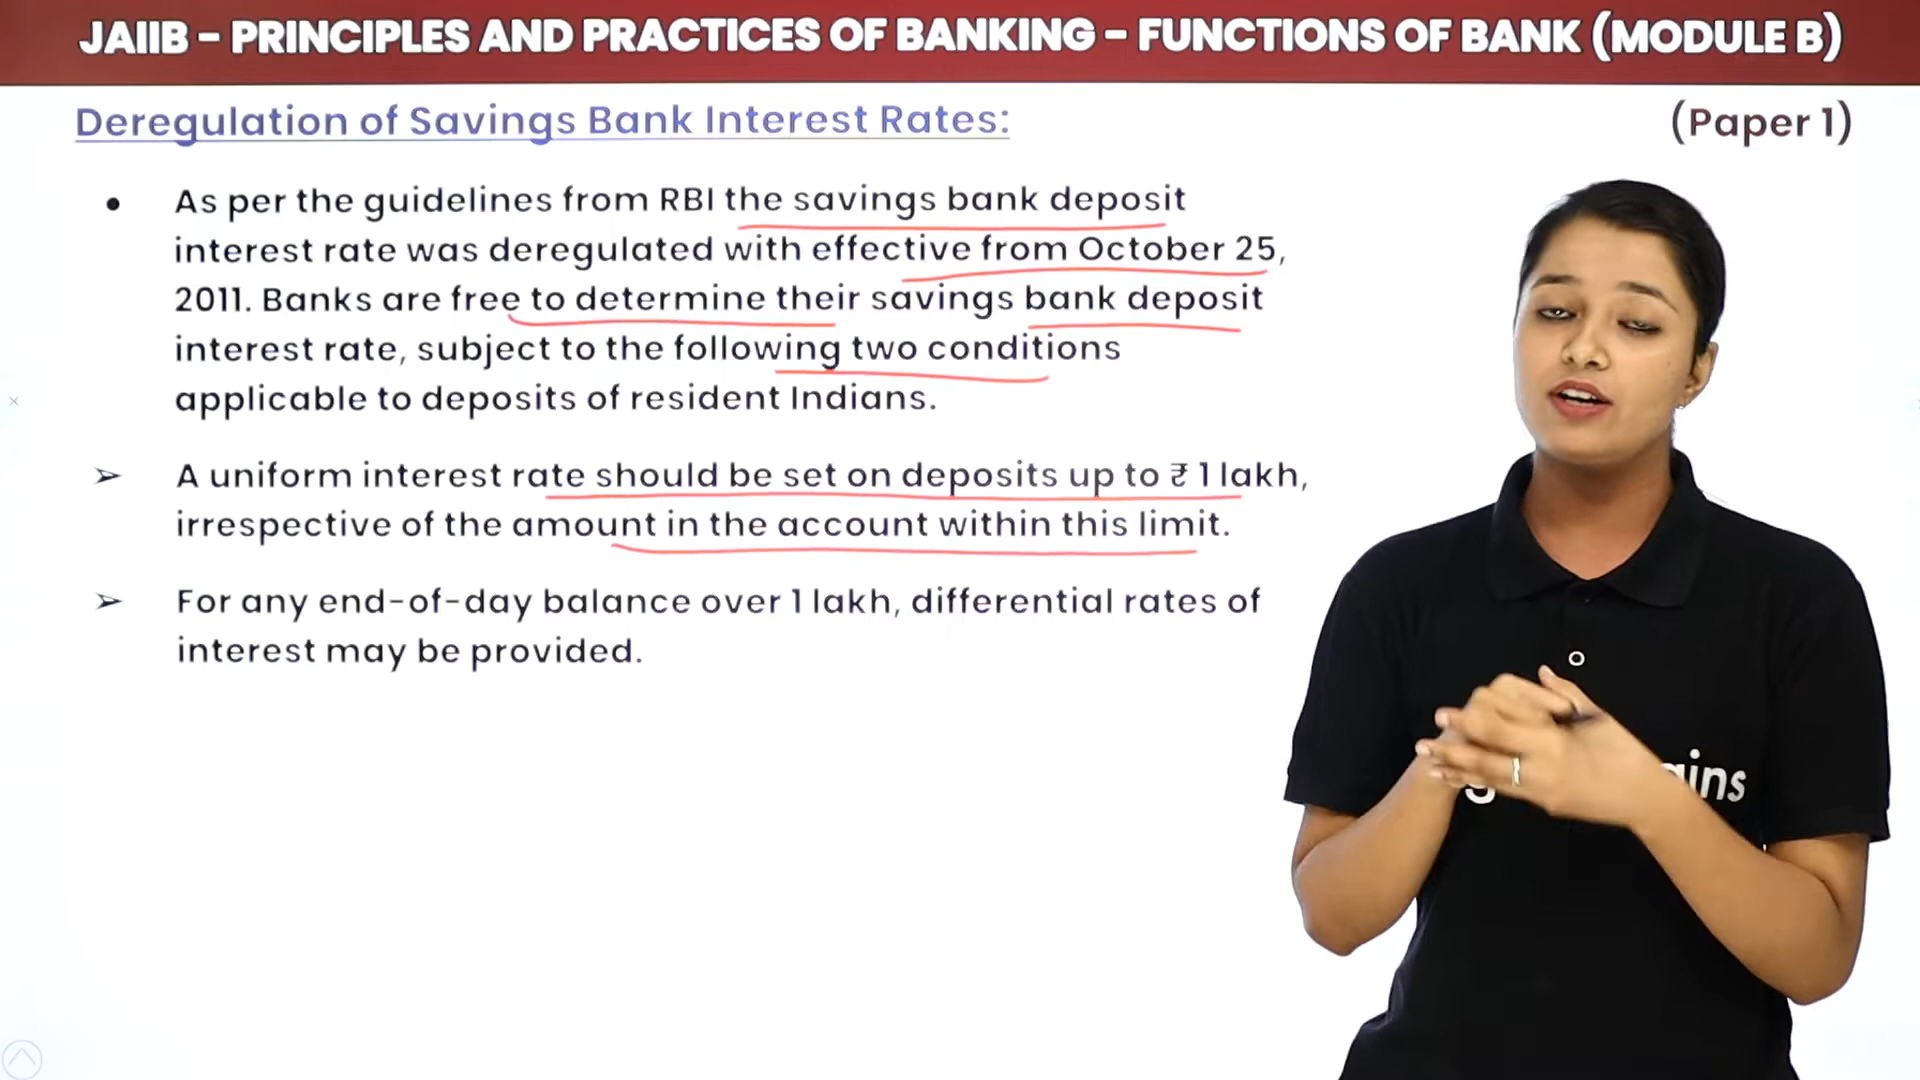 JAIIB – PRINCIPLES AND PRACTICES OF BANKING – FUNCTIONS OF BANK (MODULE B)
Deregulation of Savings Bank Interest Rates:
(Paper 1)
● As per the guidelines from RBI the savings bank deposit
interest rate was deregulated with effective from October 25,
2011. Banks are free to determine their savings bank deposit
interest rate, subject to the following two conditions
applicable to deposits of resident Indians.
➢ A uniform interest rate should be set on deposits up to ₹ 1 lakh,
irrespective of the amount in the account within this limit.
➢ For any end-of-day balance over 1 lakh, differential rates of
interest may be provided.